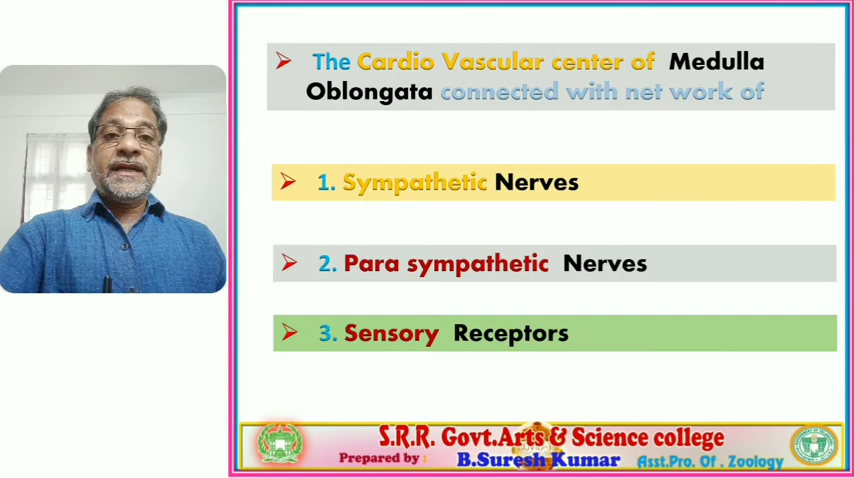 The Cardio Vascular center of Medulla
Oblongata connected with net work of
1. Sympathetic Nerves
2. Para sympathetic Nerves
3. Sensory Receptors
S.R.R. Govt.Arts & Science college
Prepared by : B.Suresh Kumar Asst.Pro. Of . Zoology